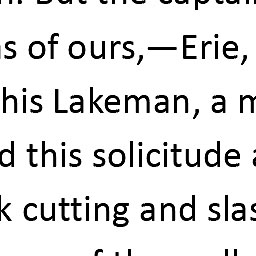 n. But the captain
s of ours,—Erie,
his Lakeman, a m
d this solicitude a
k cutting and slas